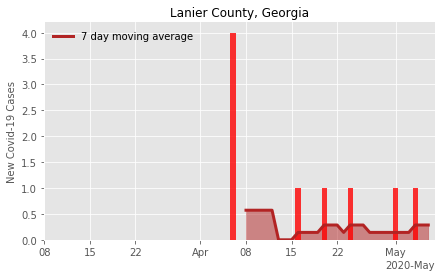 Lanier County, Georgia
7 day moving average
New Covid-19 Cases
4.0
3.5
3.0
2.5
2.0
1.5
1.0
0.5
0.0
08 15 22 Apr 08 15 22 May
2020-May